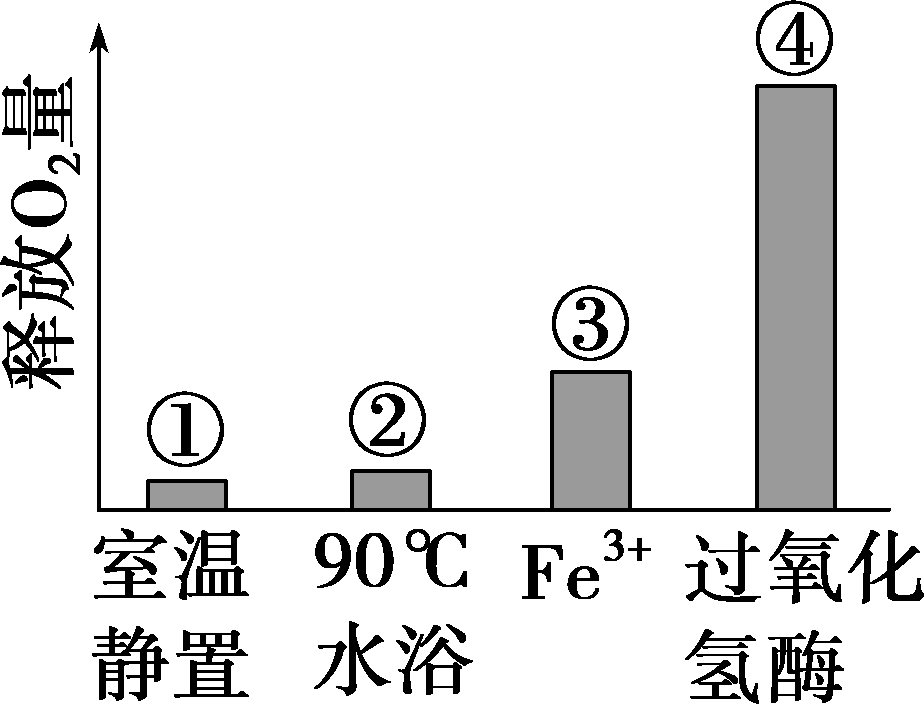 释放O₂量
①
②
③
④
室温
静置
90 ℃
水浴
Fe³⁺
过氧化
氢酶